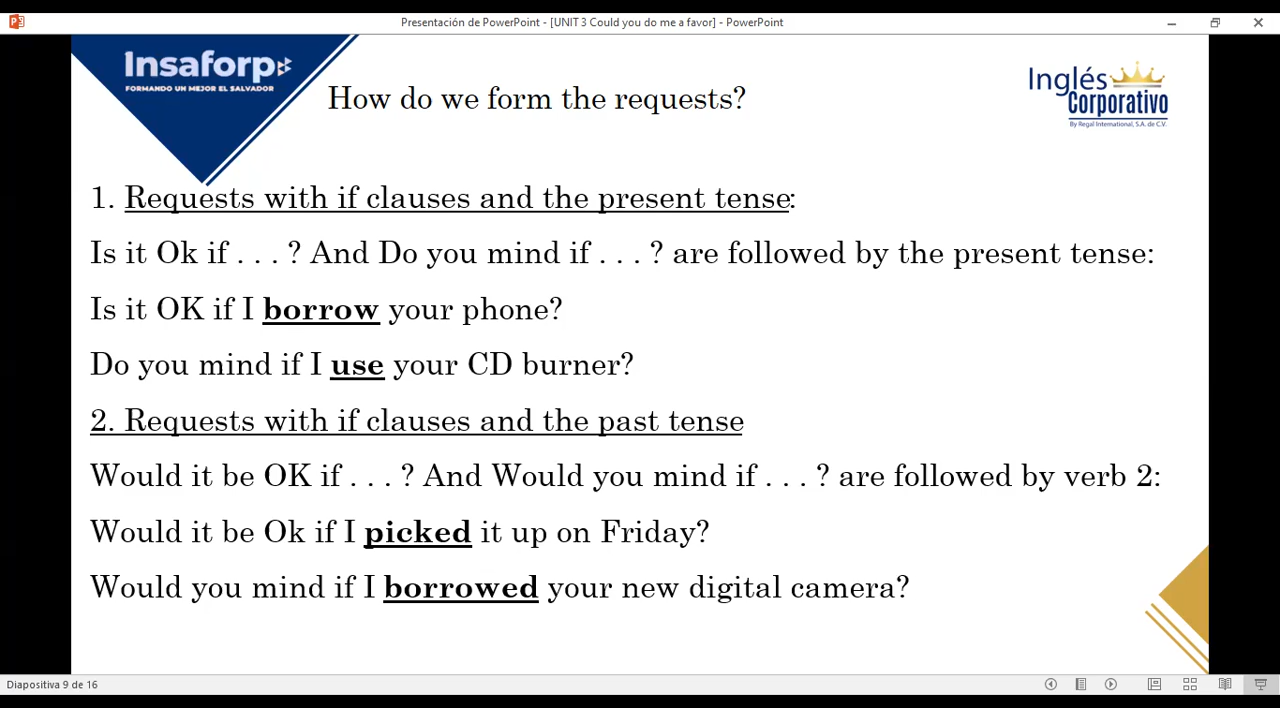 Presentación de PowerPoint - [UNIT 3 Could you do me a favor] - PowerPoint
Insaforp
FORMANDO UN MEJOR EL SALVADOR
How do we form the requests?
Inglés
Corporativo
By Regal International, S.A. de C.V.
1. Requests with if clauses and the present tense:
Is it Ok if . . . ? And Do you mind if . . . ? are followed by the present tense:
Is it OK if I borrow your phone?
Do you mind if I use your CD burner?
2. Requests with if clauses and the past tense
Would it be OK if . . . ? And Would you mind if . . . ? are followed by verb 2:
Would it be Ok if I picked it up on Friday?
Would you mind if I borrowed your new digital camera?
Diapositiva 9 de 16